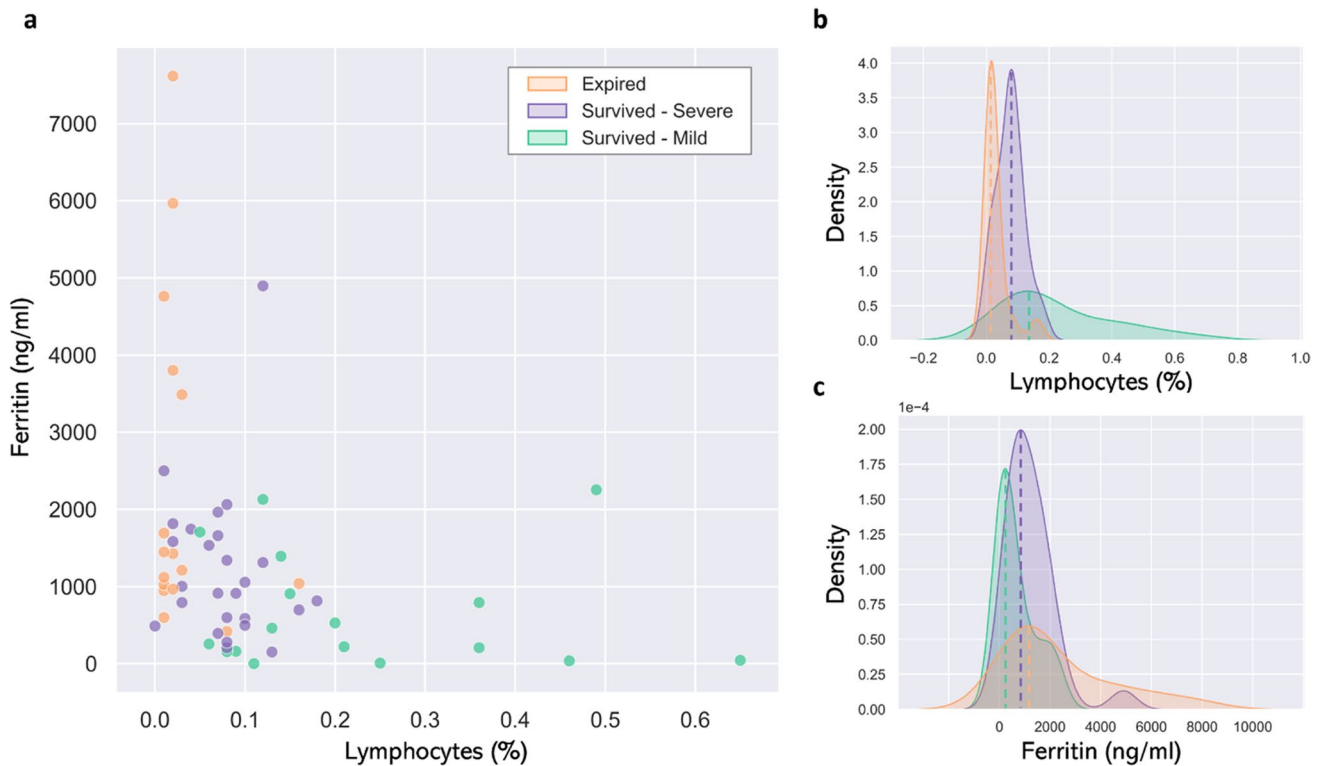 a
Ferritin (ng/ml)
7000
6000
5000
4000
3000
2000
1000
0
0.0 0.1 0.2 0.3 0.4 0.5 0.6
Lymphocytes (%)
Expired
Survived - Severe
Survived - Mild
b
Density
4.0
3.5
3.0
2.5
2.0
1.5
1.0
0.5
0.0
−0.2 0.0 0.2 0.4 0.6 0.8 1.0
Lymphocytes (%)
c
1e−4
Density
2.00
1.75
1.50
1.25
1.00
0.75
0.50
0.25
0.00
0 2000 4000 6000 8000 10000
Ferritin (ng/ml)